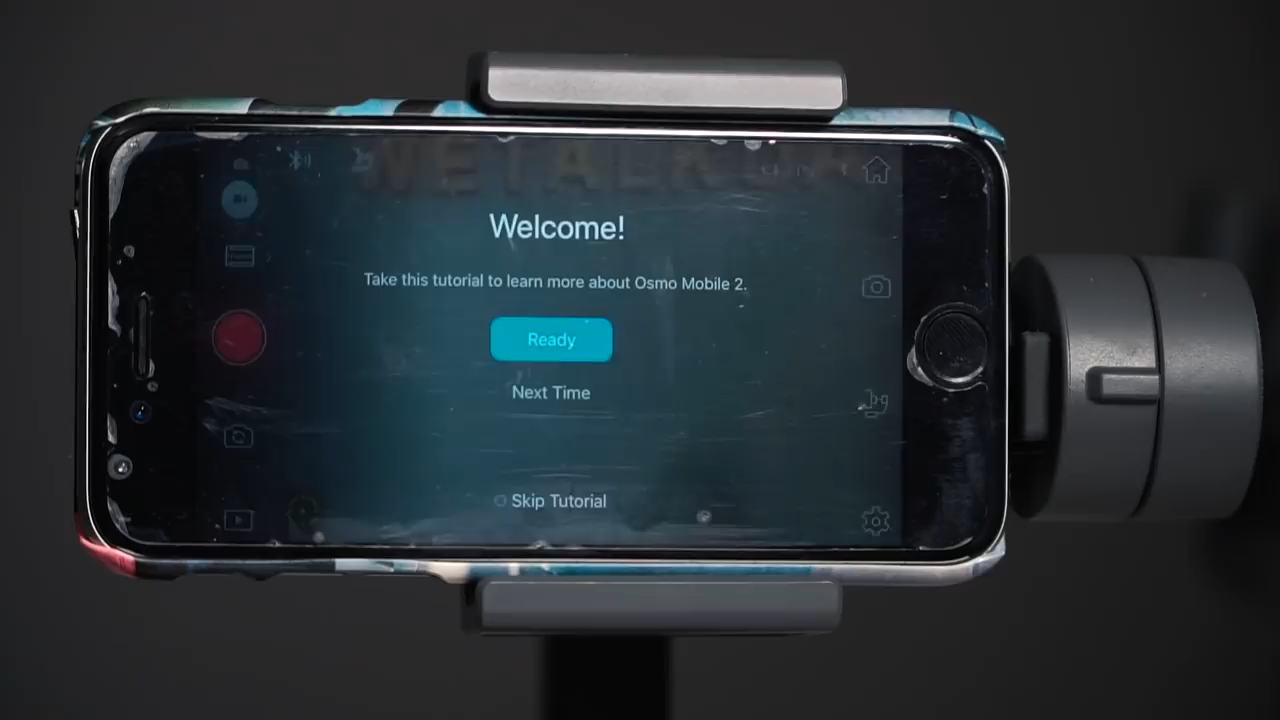 Welcome!
Take this tutorial to learn more about Osmo Mobile 2.
Ready
Next Time
Skip Tutorial